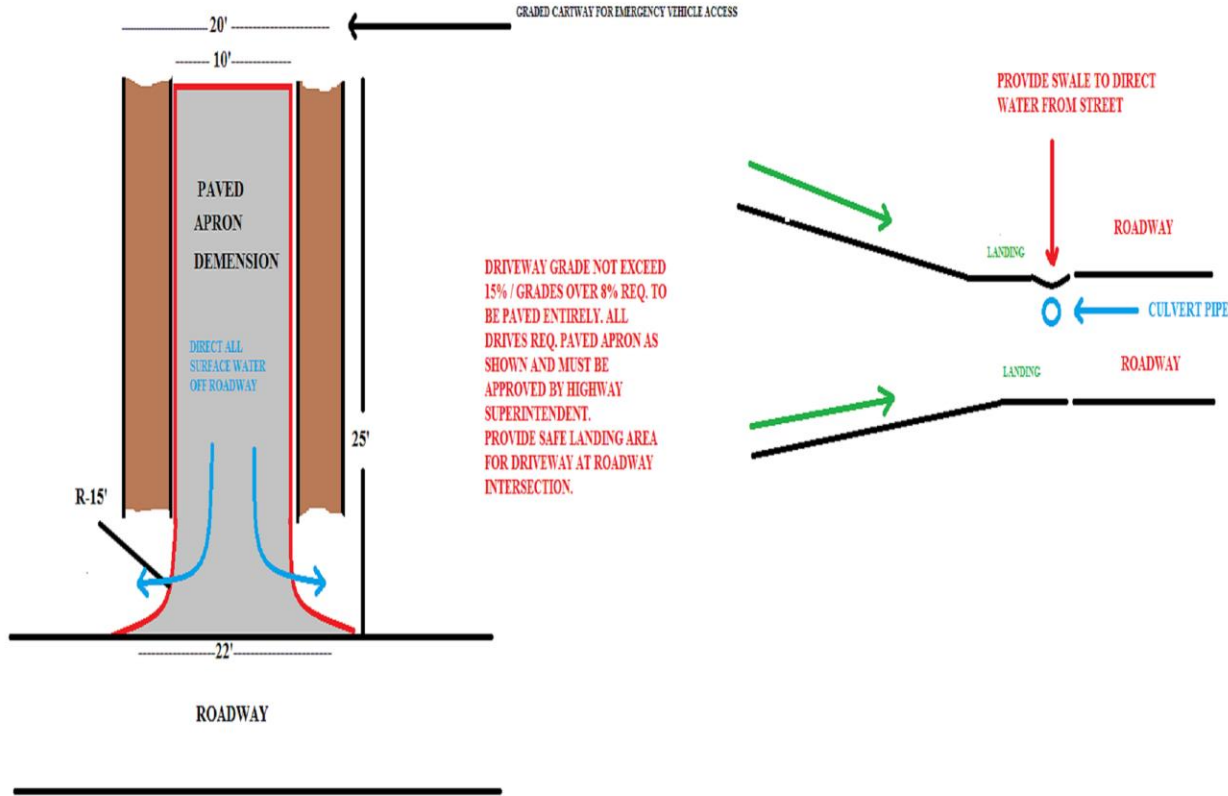 GRADED CARTWAY FOR EMERGENCY VEHICLE ACCESS
20'
10'
PAVED
APRON
DEMENSION
DIRECT ALL
SURFACE WATER
OFF ROADWAY
25'
R-15'
22'
ROADWAY
DRIVEWAY GRADE NOT EXCEED
15% / GRADES OVER 8% REQ. TO
BE PAVED ENTIRELY. ALL
DRIVES REQ. PAVED APRON AS
SHOWN AND MUST BE
APPROVED BY HIGHWAY
SUPERINTENDENT.
PROVIDE SAFE LANDING AREA
FOR DRIVEWAY AT ROADWAY
INTERSECTION.
PROVIDE SWALE TO DIRECT
WATER FROM STREET
LANDING
ROADWAY
CULVERT PIPE
LANDING
ROADWAY